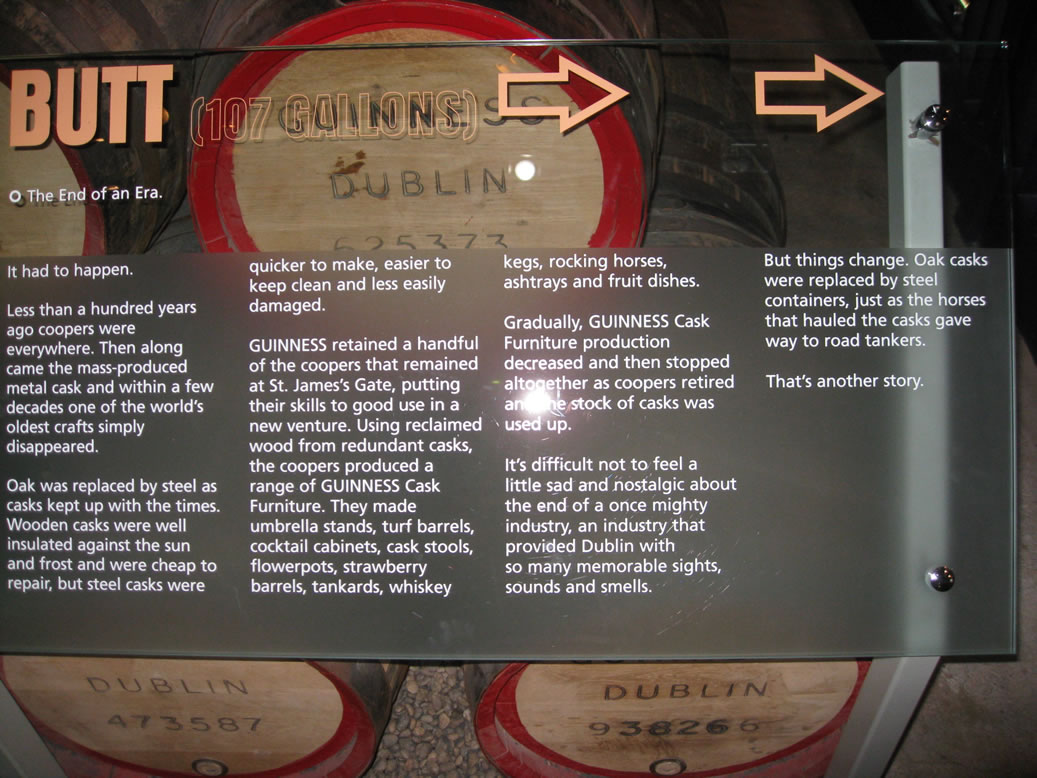 BUTT (107 GALLONS)
GUINNESS
DUBLIN
625373
The End of an Era.
It had to happen.
Less than a hundred years
ago coopers were
everywhere. Then along
came the mass-produced
metal cask and within a few
decades one of the world's
oldest crafts simply
disappeared.
Oak was replaced by steel as
casks kept up with the times.
Wooden casks were well
insulated against the sun
and frost and were cheap to
repair, but steel casks were
quicker to make, easier to
keep clean and less easily
damaged.
GUINNESS retained a handful
of the coopers that remained
at St. James's Gate, putting
their skills to good use in a
new venture. Using reclaimed
wood from redundant casks,
the coopers produced a
range of GUINNESS Cask
Furniture. They made
umbrella stands, turf barrels,
cocktail cabinets, cask stools,
flowerpots, strawberry
barrels, tankards, whiskey
kegs, rocking horses,
ashtrays and fruit dishes.
Gradually, GUINNESS Cask
Furniture production
decreased and then stopped
altogether as coopers retired
and the stock of casks was
used up.
It's difficult not to feel a
little sad and nostalgic about
the end of a once mighty
industry, an industry that
provided Dublin with
so many memorable sights,
sounds and smells.
But things change. Oak casks
were replaced by steel
containers, just as the horses
that hauled the casks gave
way to road tankers.
That's another story.
DUBLIN
473587
DUBLIN
938266